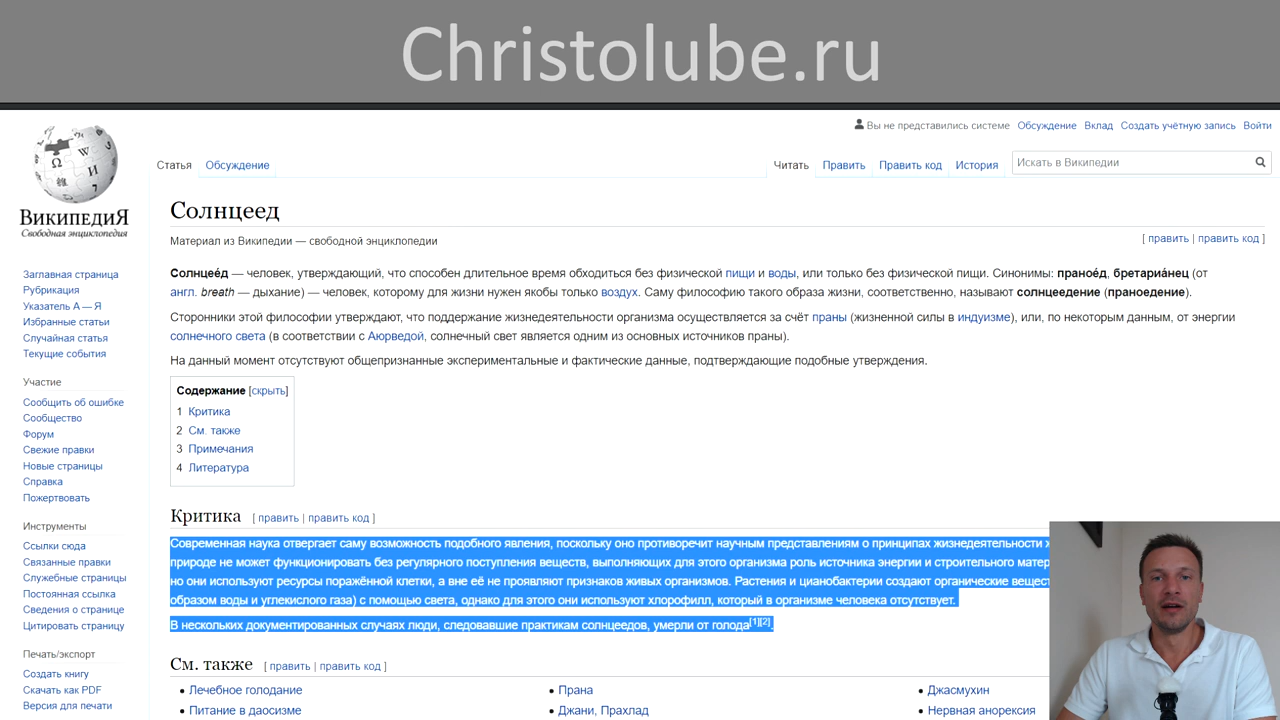 Christolube.ru
Вы не представились системе Обсуждение Вклад Создать учётную запись Войти
Статья Обсуждение Читать Править Править код История Искать в Википедии
ВикипедиЯ
Свободная энциклопедия
Солнцеед
Материал из Википедии — свободной энциклопедии
[ править | править код ]
Солнцее́д — человек, утверждающий, что способен длительное время обходиться без физической пищи и воды, или только без физической пищи. Синонимы: праное́д, бретариа́нец (от
англ. breath — дыхание) — человек, которому для жизни нужен якобы только воздух. Саму философию такого образа жизни, соответственно, называют солнцеедение (праноедение).
Сторонники этой философии утверждают, что поддержание жизнедеятельности организма осуществляется за счёт праны (жизненной силы в индуизме), или, по некоторым данным, от энергии
солнечного света (в соответствии с Аюрведой, солнечный свет является одним из основных источников праны).
На данный момент отсутствуют общепризнанные экспериментальные и фактические данные, подтверждающие подобные утверждения.
Содержание [скрыть]
1 Критика
2 См. также
3 Примечания
4 Литература
Критика [ править | править код ]
Современная наука отвергает саму возможность подобного явления, поскольку оно противоречит научным представлениям о принципах жизнедеятельности
природе не может функционировать без регулярного поступления веществ, выполняющих для этого организма роль источника энергии и строительного
но они используют ресурсы поражённой клетки, а вне её не проявляют признаков живых организмов. Растения и цианобактерии создают органические
образом воды и углекислого газа) с помощью света, однако для этого они используют хлорофилл, который в организме человека отсутствует.
В нескольких документированных случаях люди, следовавшие практикам солнцеедов, умерли от голода[1][2].
См. также [ править | править код ]
Лечебное голодание Прана Джасмухин
Питание в даосизме Джани, Прахлад Нервная анорексия
Заглавная страница
Рубрикация
Указатель А — Я
Избранные статьи
Случайная статья
Текущие события
Участие
Сообщить об ошибке
Сообщество
Форум
Свежие правки
Новые страницы
Справка
Пожертвовать
Инструменты
Ссылки сюда
Связанные правки
Служебные страницы
Постоянная ссылка
Сведения о странице
Цитировать страницу
Печать/экспорт
Создать книгу
Скачать как PDF
Версия для печати